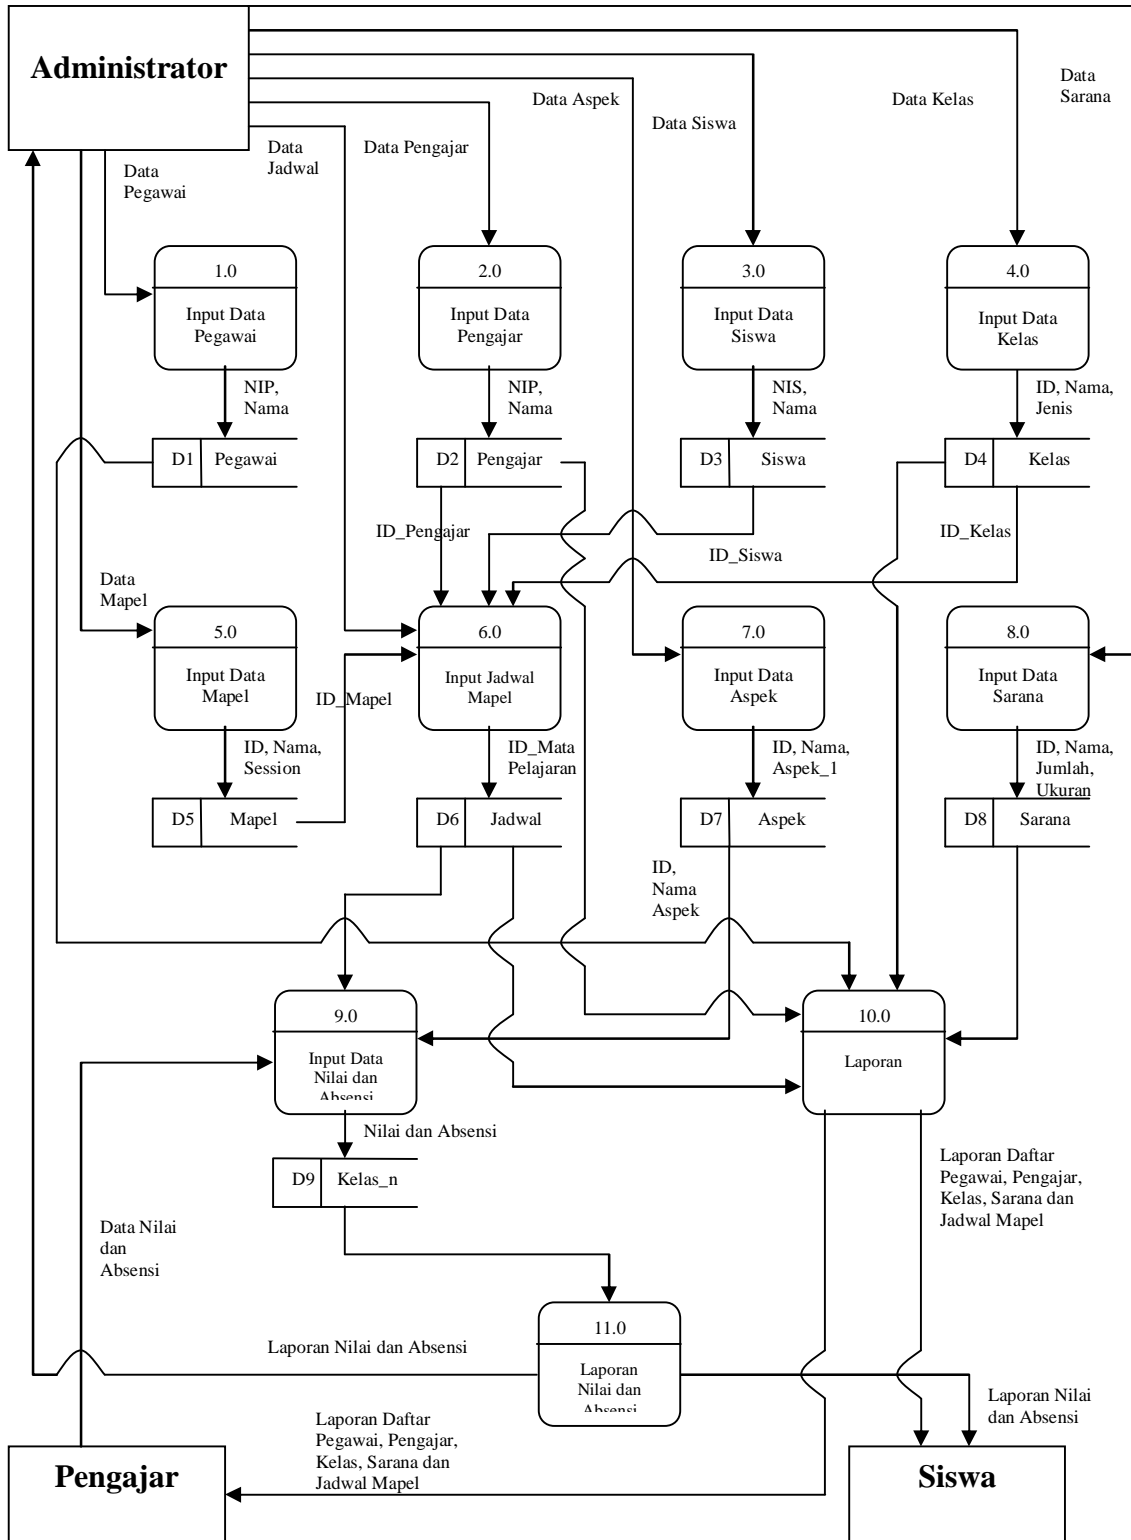 Administrator
Data
Sarana
Data Aspek
Data Kelas
Data Siswa
Data
Jadwal
Data Pengajar
Data
Pegawai
1.0
Input Data
Pegawai
2.0
Input Data
Pengajar
3.0
Input Data
Siswa
4.0
Input Data
Kelas
NIP,
Nama
NIP,
Nama
NIS,
Nama
ID, Nama,
Jenis
D1 Pegawai
D2 Pengajar
D3 Siswa
D4 Kelas
ID_Pengajar
ID_Siswa
ID_Kelas
Data
Mapel
5.0
Input Data
Mapel
6.0
Input Jadwal
Mapel
7.0
Input Data
Aspek
8.0
Input Data
Sarana
ID_Mapel
ID, Nama,
Session
ID_Mata
Pelajaran
ID, Nama,
Aspek_1
ID, Nama,
Jumlah,
Ukuran
D5 Mapel
D6 Jadwal
D7 Aspek
D8 Sarana
ID,
Nama
Aspek
9.0
Input Data
Nilai dan
Absensi
10.0
Laporan
Nilai dan Absensi
D9 Kelas_n
Laporan Daftar
Pegawai, Pengajar,
Kelas, Sarana dan
Jadwal Mapel
Data Nilai
dan
Absensi
11.0
Laporan
Nilai dan
Absensi
Laporan Nilai dan Absensi
Laporan Nilai
dan Absensi
Laporan Daftar
Pegawai, Pengajar,
Kelas, Sarana dan
Jadwal Mapel
Pengajar
Siswa